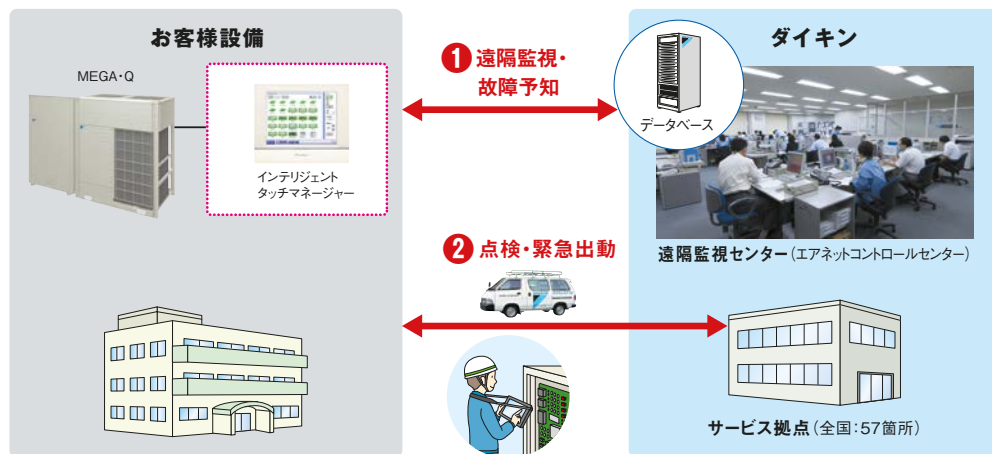 お客様設備
MEGA・Q
インテリジェント
タッチマネージャー
❶ 遠隔監視・
故障予知
ダイキン
データベース
遠隔監視センター（エアネットコントロールセンター）
❷ 点検・緊急出動
サービス拠点（全国：57箇所）